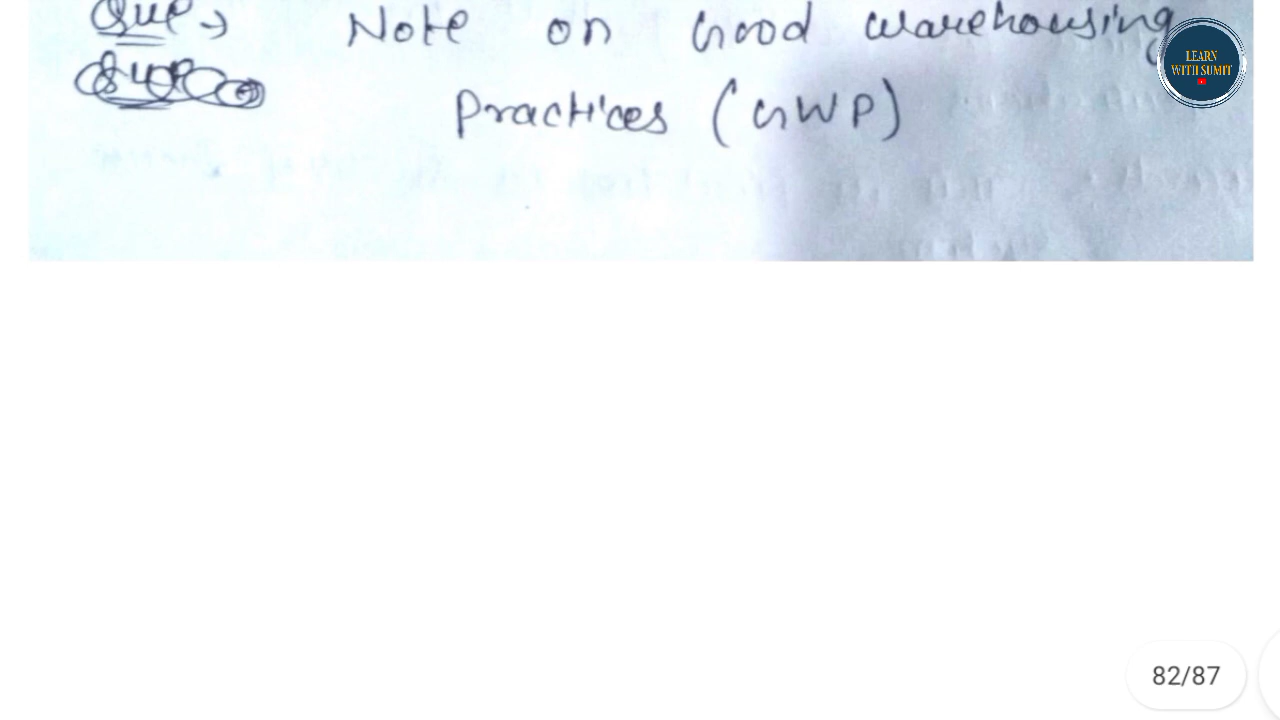 Que → Note on Good warehousing
Practices (GWP)
LEARN
WITH SUMIT
82/87